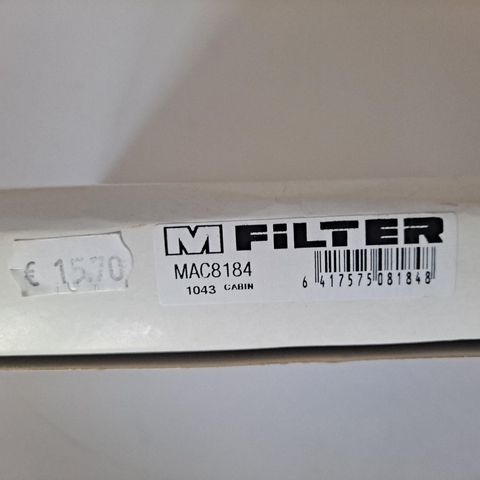 M FiLTER
€ 15.70
MAC8184
1043 CABIN
6 417575 081848